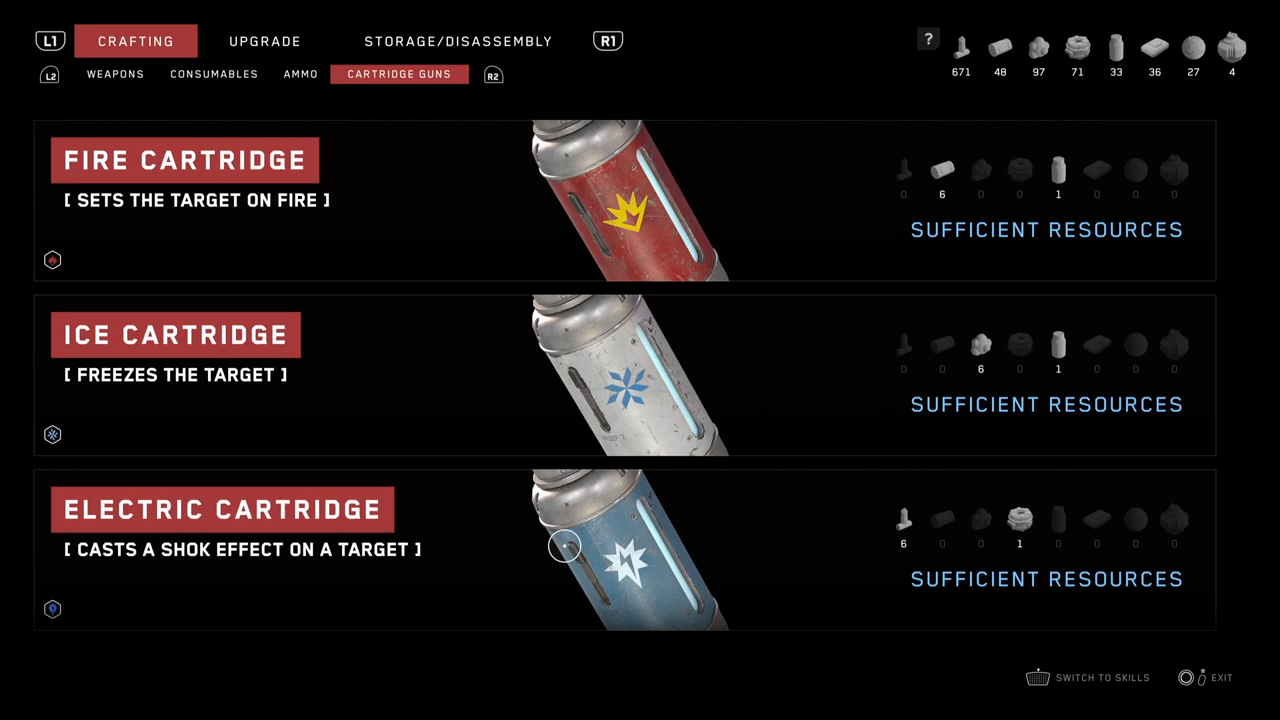 L1 CRAFTING UPGRADE STORAGE/DISASSEMBLY R1
L2 WEAPONS CONSUMABLES AMMO CARTRIDGE GUNS R2
?
671 48 97 71 33 36 27 4
FIRE CARTRIDGE
[ SETS THE TARGET ON FIRE ]
0 6 0 0 1 0 0 0
SUFFICIENT RESOURCES
ICE CARTRIDGE
[ FREEZES THE TARGET ]
0 0 6 0 1 0 0 0
SUFFICIENT RESOURCES
ELECTRIC CARTRIDGE
[ CASTS A SHOK EFFECT ON A TARGET ]
6 0 0 1 0 0 0 0
SUFFICIENT RESOURCES
SWITCH TO SKILLS EXIT